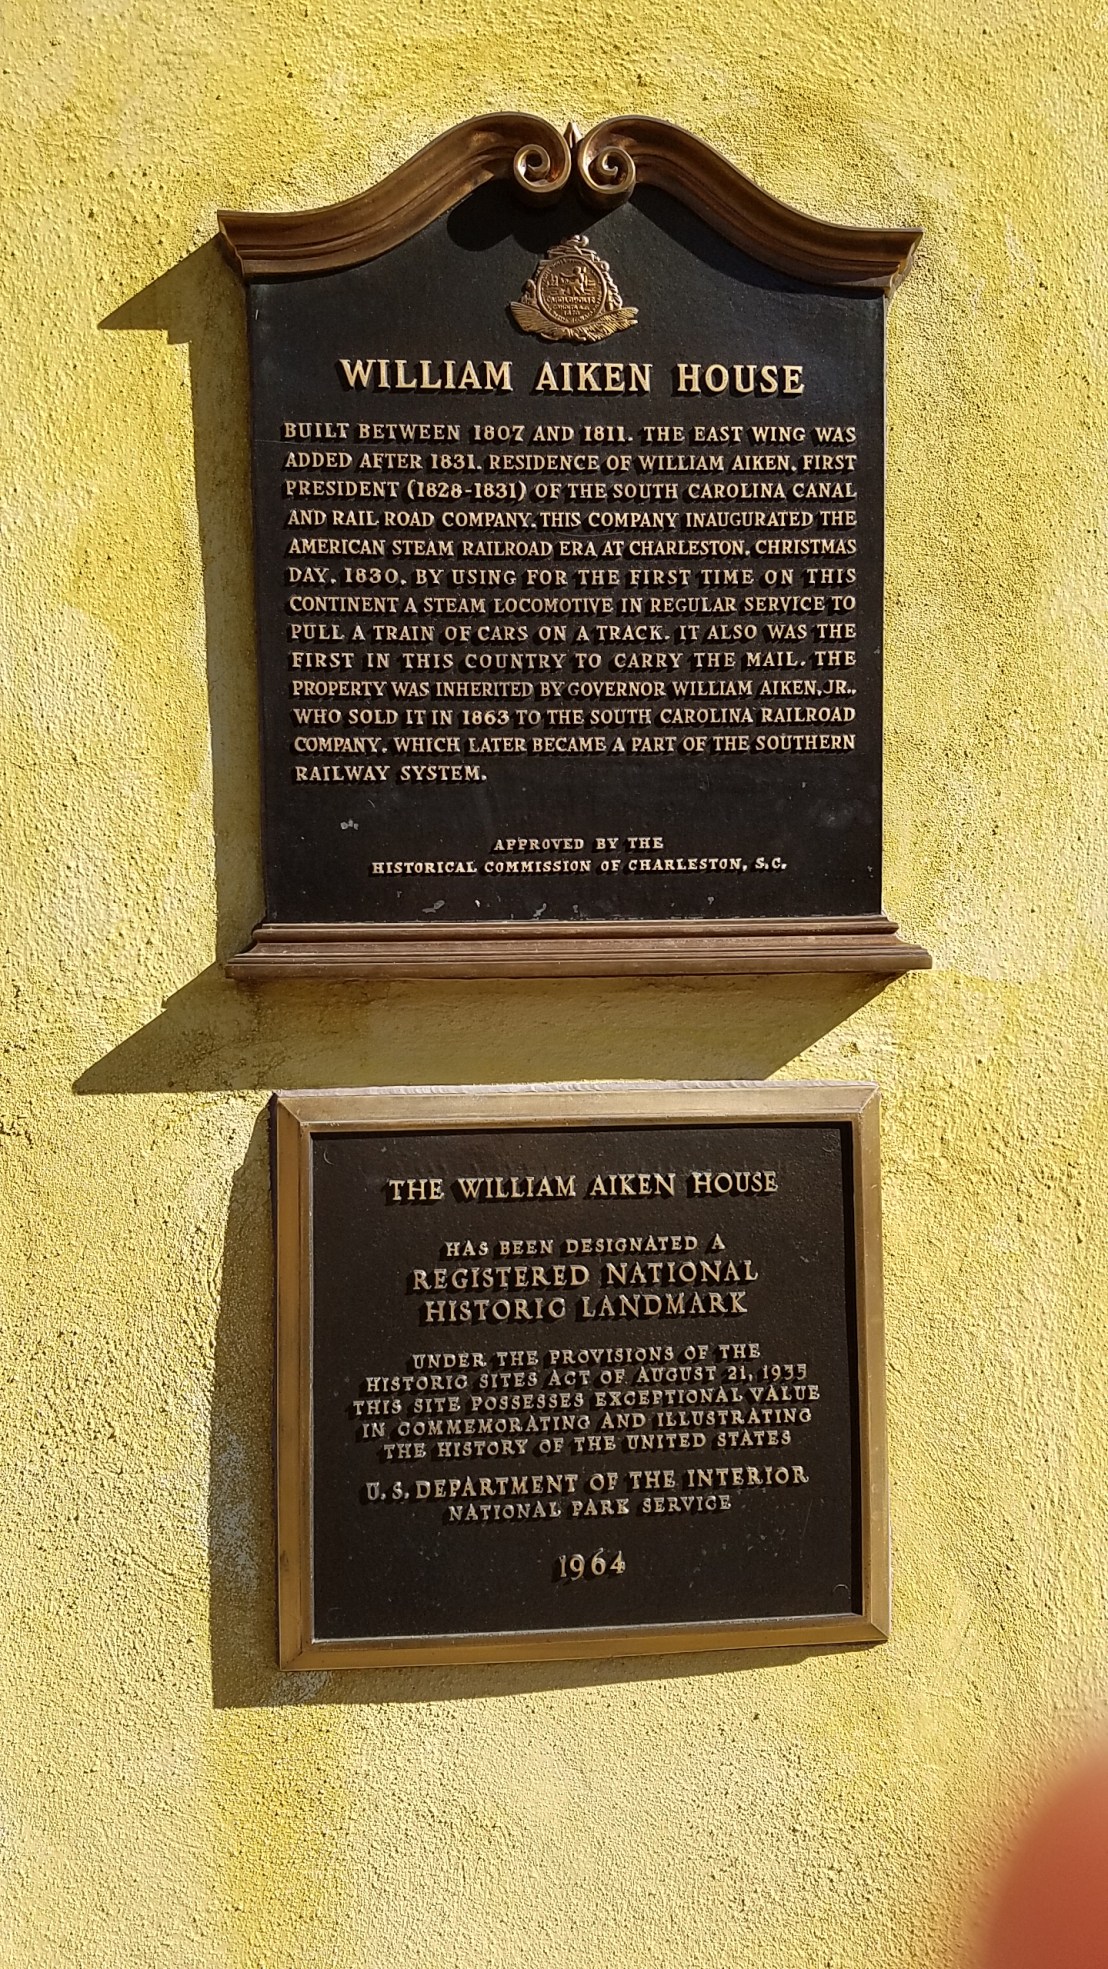 WILLIAM AIKEN HOUSE
BUILT BETWEEN 1807 AND 1811. THE EAST WING WAS
ADDED AFTER 1831. RESIDENCE OF WILLIAM AIKEN, FIRST
PRESIDENT (1828-1831) OF THE SOUTH CAROLINA CANAL
AND RAIL ROAD COMPANY. THIS COMPANY INAUGURATED THE
AMERICAN STEAM RAILROAD ERA AT CHARLESTON, CHRISTMAS
DAY, 1830, BY USING FOR THE FIRST TIME ON THIS
CONTINENT A STEAM LOCOMOTIVE IN REGULAR SERVICE TO
PULL A TRAIN OF CARS ON A TRACK. IT ALSO WAS THE
FIRST IN THIS COUNTRY TO CARRY THE MAIL. THE
PROPERTY WAS INHERITED BY GOVERNOR WILLIAM AIKEN, JR.,
WHO SOLD IT IN 1863 TO THE SOUTH CAROLINA RAILROAD
COMPANY, WHICH LATER BECAME A PART OF THE SOUTHERN
RAILWAY SYSTEM.
APPROVED BY THE
HISTORICAL COMMISSION OF CHARLESTON, S.C.
THE WILLIAM AIKEN HOUSE
HAS BEEN DESIGNATED A
REGISTERED NATIONAL
HISTORIC LANDMARK
UNDER THE PROVISIONS OF THE
HISTORIC SITES ACT OF AUGUST 21, 1935
THIS SITE POSSESSES EXCEPTIONAL VALUE
IN COMMEMORATING AND ILLUSTRATING
THE HISTORY OF THE UNITED STATES
U.S. DEPARTMENT OF THE INTERIOR
NATIONAL PARK SERVICE
1964